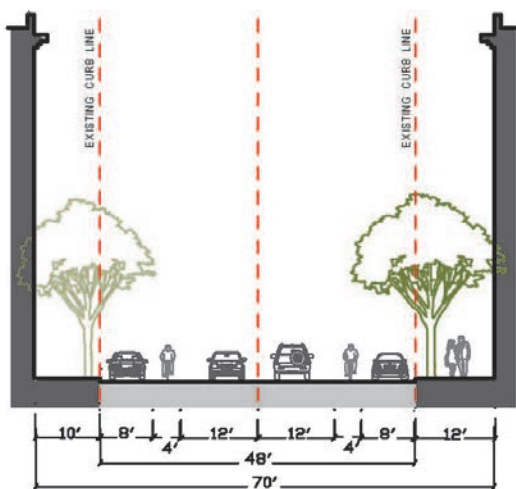 EXISTING CURB LINE
EXISTING CURB LINE
10' 8' 12' 12' 8' 12'
4' 4'
48'
70'